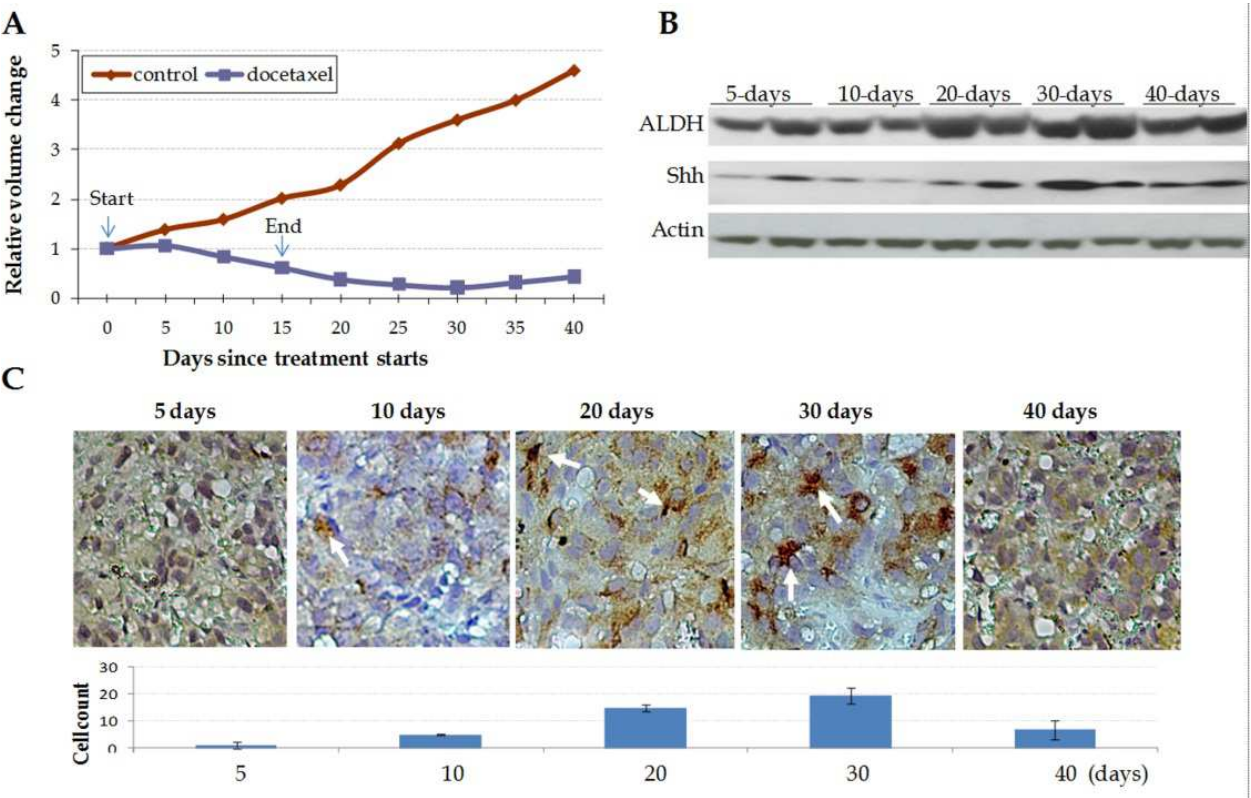 A
Relative volume change
5
4
3
2
1
0
control
docetaxel
Start
End
0 5 10 15 20 25 30 35 40
Days since treatment starts
B
5-days 10-days 20-days 30-days 40-days
ALDH
Shh
Actin
C
5 days 10 days 20 days 30 days 40 days
Cell count
30
20
10
0
5 10 20 30 40 (days)